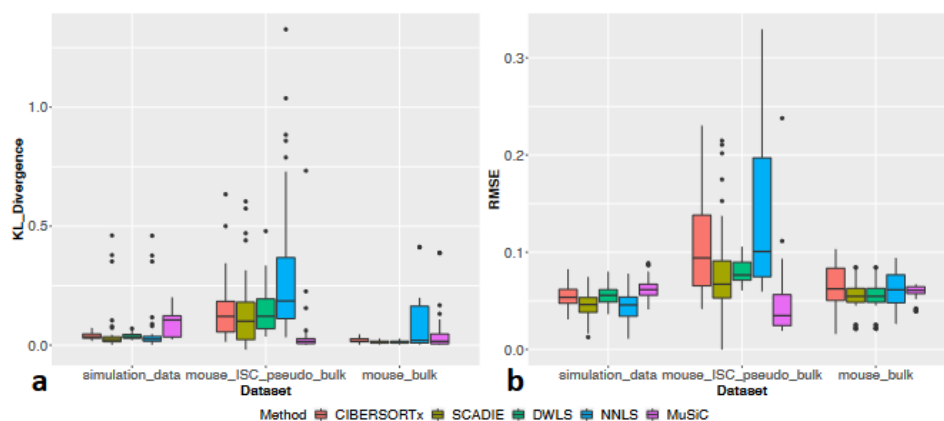 KL_Divergence
1.0
0.5
0.0
simulation_data mouse_ISC_pseudo_bulk mouse_bulk
Dataset
a
RMSE
0.3
0.2
0.1
0.0
simulation_data mouse_ISC_pseudo_bulk mouse_bulk
Dataset
b
Method CIBERSORTx SCADIE DWLS NNLS MuSiC